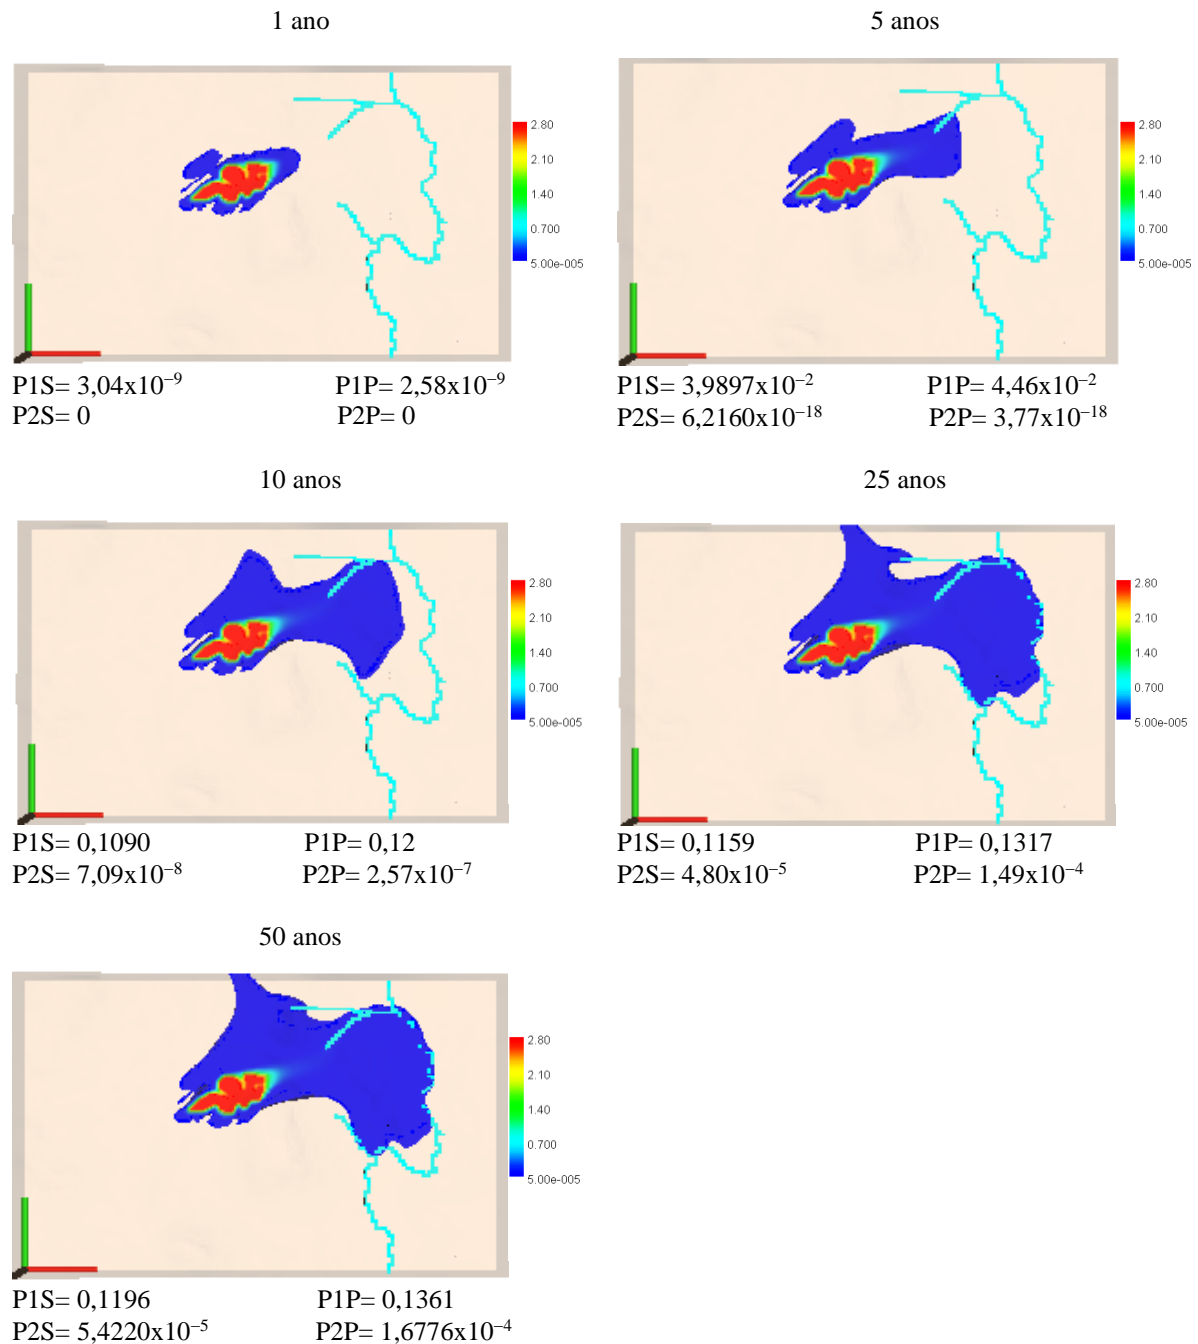 1 ano
5 anos
2.80
2.10
1.40
0.700
5.00e-005
2.80
2.10
1.40
0.700
5.00e-005
P1S= 3,04x10⁻⁹ P1P= 2,58x10⁻⁹
P2S= 0 P2P= 0
P1S= 3,9897x10⁻² P1P= 4,46x10⁻²
P2S= 6,2160x10⁻¹⁸ P2P= 3,77x10⁻¹⁸
10 anos
25 anos
2.80
2.10
1.40
0.700
5.00e-005
2.80
2.10
1.40
0.700
5.00e-005
P1S= 0,1090 P1P= 0,12
P2S= 7,09x10⁻⁸ P2P= 2,57x10⁻⁷
P1S= 0,1159 P1P= 0,1317
P2S= 4,80x10⁻⁵ P2P= 1,49x10⁻⁴
50 anos
2.80
2.10
1.40
0.700
5.00e-005
P1S= 0,1196 P1P= 0,1361
P2S= 5,4220x10⁻⁵ P2P= 1,6776x10⁻⁴